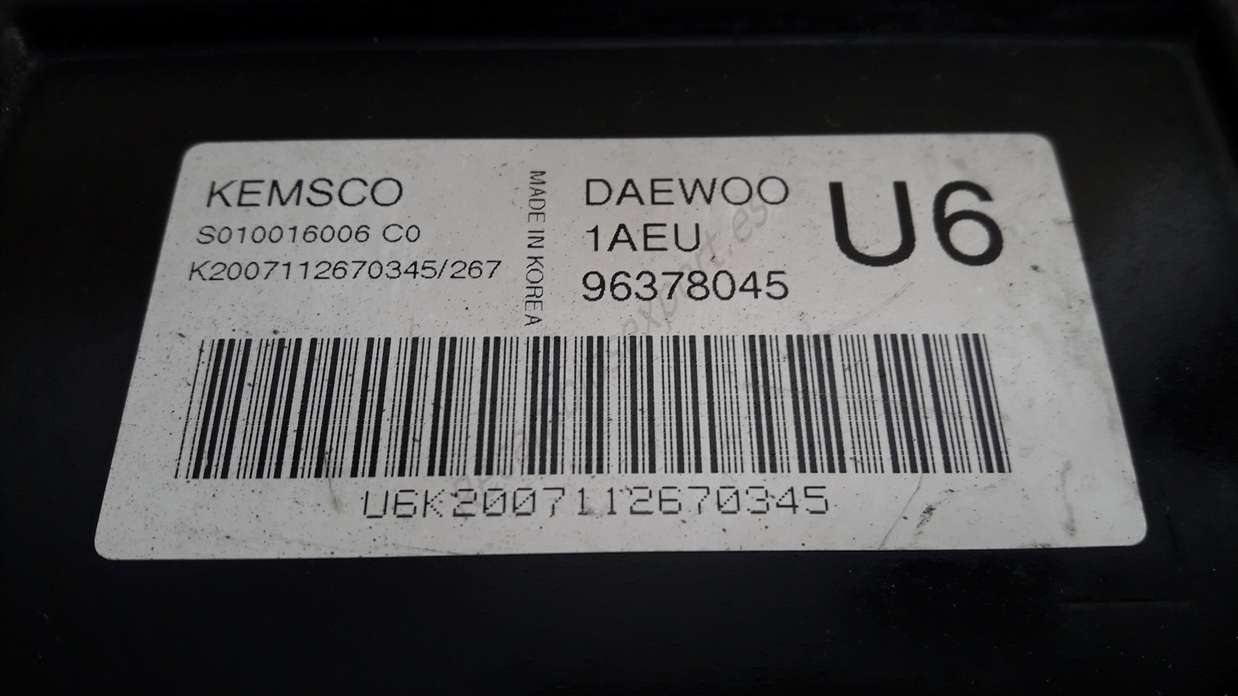 KEMSCO
S010016006 C0
K2007112670345/267
MADE IN KOREA
DAEWOO
1AEU
96378045
U6
U6K2007112670345